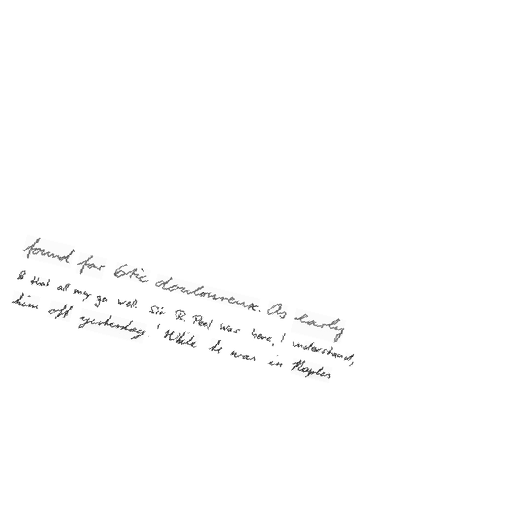 found for tic douloureux. As early
& that all may go well. Sir R. Peel was here, I understand,
him off yesterday! While he was in Naples